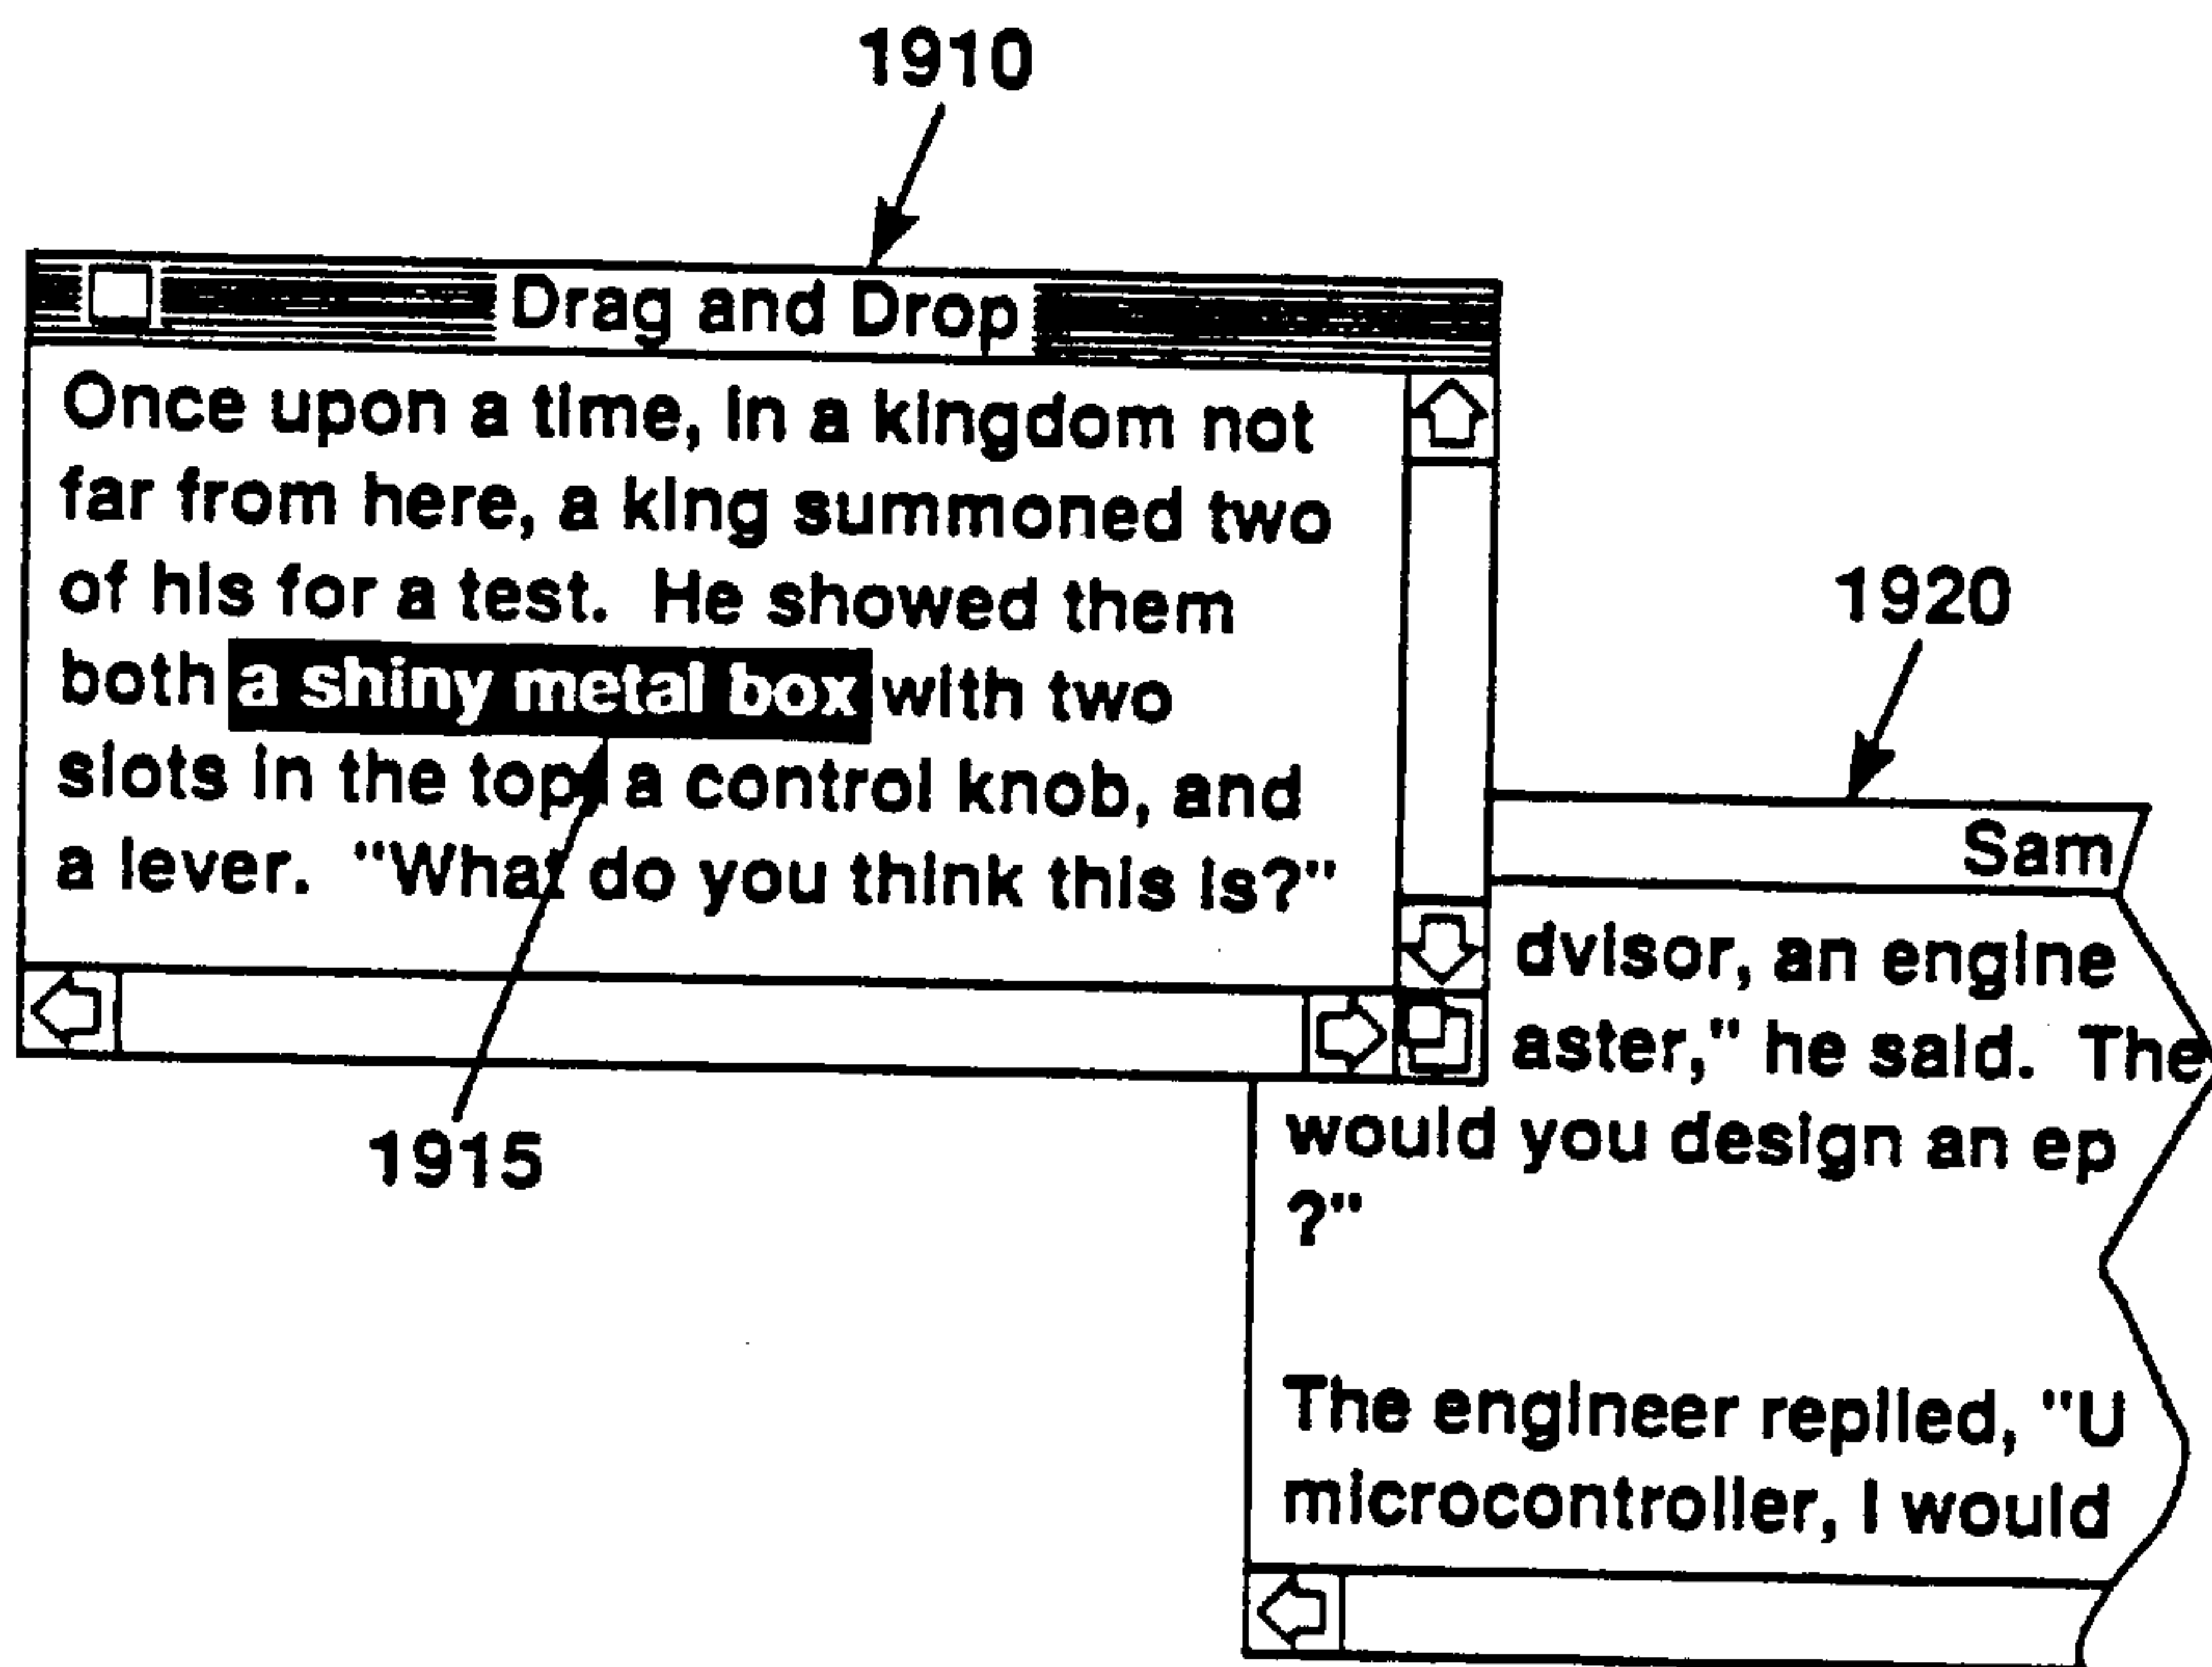 1910
Drag and Drop
Once upon a time, in a kingdom not
far from here, a king summoned two
of his for a test.  He showed them
both a shiny metal box with two
slots in the top, a control knob, and
a lever.  "What do you think this is?"
1915
1920
Sam
dvisor, an engine
aster," he said.  The
would you design an ep
?"
The engineer replied, "U
microcontroller, I would